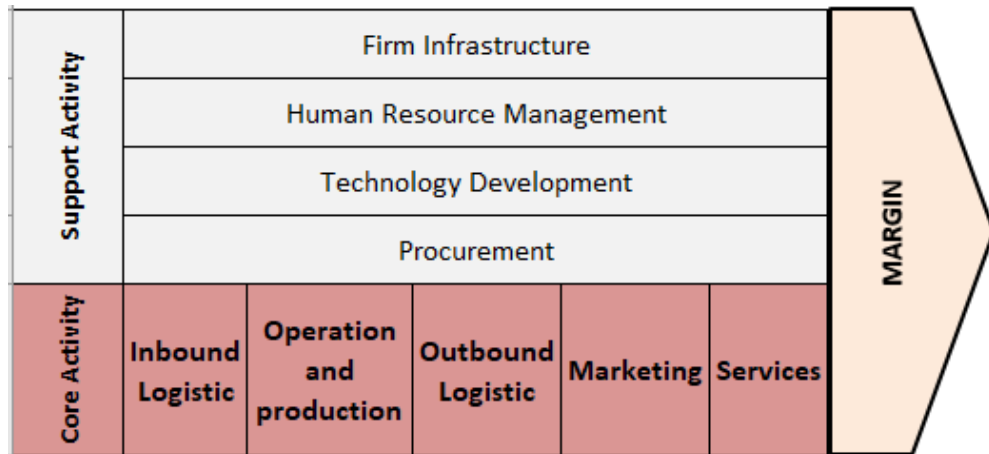 Support Activity
Firm Infrastructure
Human Resource Management
Technology Development
Procurement
Core Activity
Inbound
Logistic
Operation
and
production
Outbound
Logistic
Marketing
Services
MARGIN